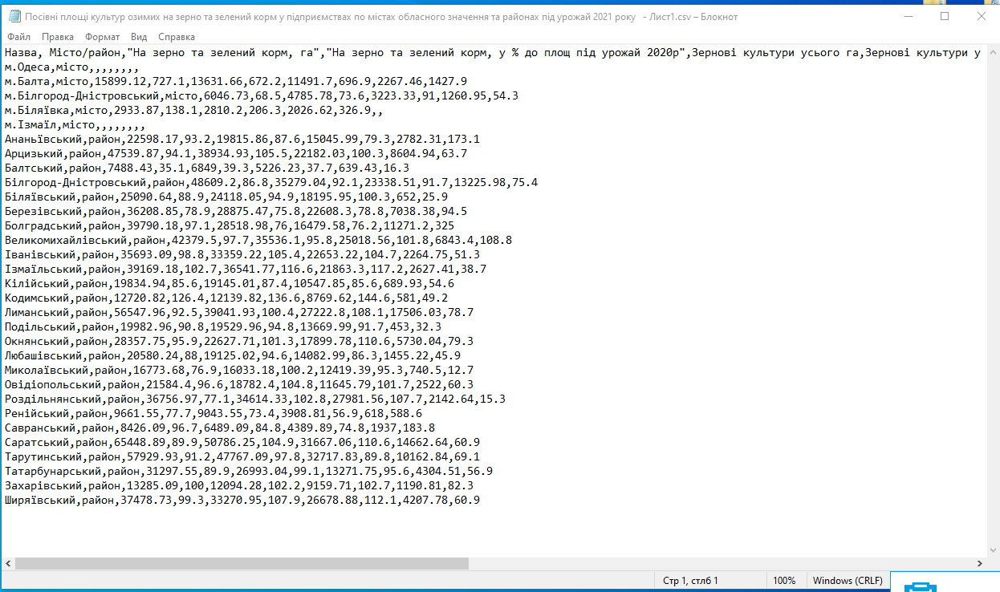 Посівні площі культур озимих на зерно та зелений корм у підприємствах по містах обласного значення та районах під урожай 2021 року - Лист1.csv – Блокнот
Файл Правка Формат Вид Справка
Назва, Місто/район,"На зерно та зелений корм, га","На зерно та зелений корм, у % до площ під урожай 2020р",Зернові культури усього га,Зернові культури у
м.Одеса,місто,,,,,,,,
м.Балта,місто,15899.12,727.1,13631.66,672.2,11491.7,696.9,2267.46,1427.9
м.Білгород-Дністровський,місто,6046.73,68.5,4785.78,73.6,3223.33,91,1260.95,54.3
м.Біляївка,місто,2933.87,138.1,2810.2,206.3,2026.62,326.9,,
м.Ізмаїл,місто,,,,,,,,
Ананьївський,район,22598.17,93.2,19815.86,87.6,15045.99,79.3,2782.31,173.1
Арцизький,район,47539.87,94.1,38934.93,105.5,22182.03,100.3,8604.94,63.7
Балтський,район,7488.43,35.1,6849,39.3,5226.23,37.7,639.43,16.3
Білгород-Дністровський,район,48609.2,86.8,35279.04,92.1,23338.51,91.7,13225.98,75.4
Біляївський,район,25090.64,88.9,24118.05,94.9,18195.95,100.3,652,25.9
Березівський,район,36208.85,78.9,28875.47,75.8,22608.3,78.8,7038.38,94.5
Болградський,район,39790.18,97.1,28518.98,76,16479.58,76.2,11271.2,325
Великомихайлівський,район,42379.5,97.7,35536.1,95.8,25018.56,101.8,6843.4,108.8
Іванівський,район,35693.09,98.8,33359.22,105.4,22653.22,104.7,2264.75,51.3
Ізмаїльський,район,39169.18,102.7,36541.77,116.6,21863.3,117.2,2627.41,38.7
Кілійський,район,19834.94,85.6,19145.01,87.4,10547.85,85.6,689.93,54.6
Кодимський,район,12720.82,126.4,12139.82,136.6,8769.62,144.6,581,49.2
Лиманський,район,56547.96,92.5,39041.93,100.4,27222.8,108.1,17506.03,78.7
Подільський,район,19982.96,90.8,19529.96,94.8,13669.99,91.7,453,32.3
Окнянський,район,28357.75,95.9,22627.71,101.3,17899.78,110.6,5730.04,79.3
Любашівський,район,20580.24,88,19125.02,94.6,14082.99,86.3,1455.22,45.9
Миколаївський,район,16773.68,76.9,16033.18,100.2,12419.39,95.3,740.5,12.7
Овідіопольський,район,21584.4,96.6,18782.4,104.8,11645.79,101.7,2522,60.3
Роздільнянський,район,36756.97,77.1,34614.33,102.8,27981.56,107.7,2142.64,15.3
Ренійський,район,9661.55,77.7,9043.55,73.4,3908.81,56.9,618,588.6
Савранський,район,8426.09,96.7,6489.09,84.8,4389.89,74.8,1937,183.8
Саратський,район,65448.89,89.9,50786.25,104.9,31667.06,110.6,14662.64,60.9
Тарутинський,район,57929.93,91.2,47767.09,97.8,32717.83,89.8,10162.84,69.1
Татарбунарський,район,31297.55,89.9,26993.04,99.1,13271.75,95.6,4304.51,56.9
Захарівський,район,13285.09,100,12094.28,102.2,9159.71,102.7,1190.81,82.3
Ширяївський,район,37478.73,99.3,33270.95,107.9,26678.88,112.1,4207.78,60.9
Стр 1, стлб 1 100% Windows (CRLF)